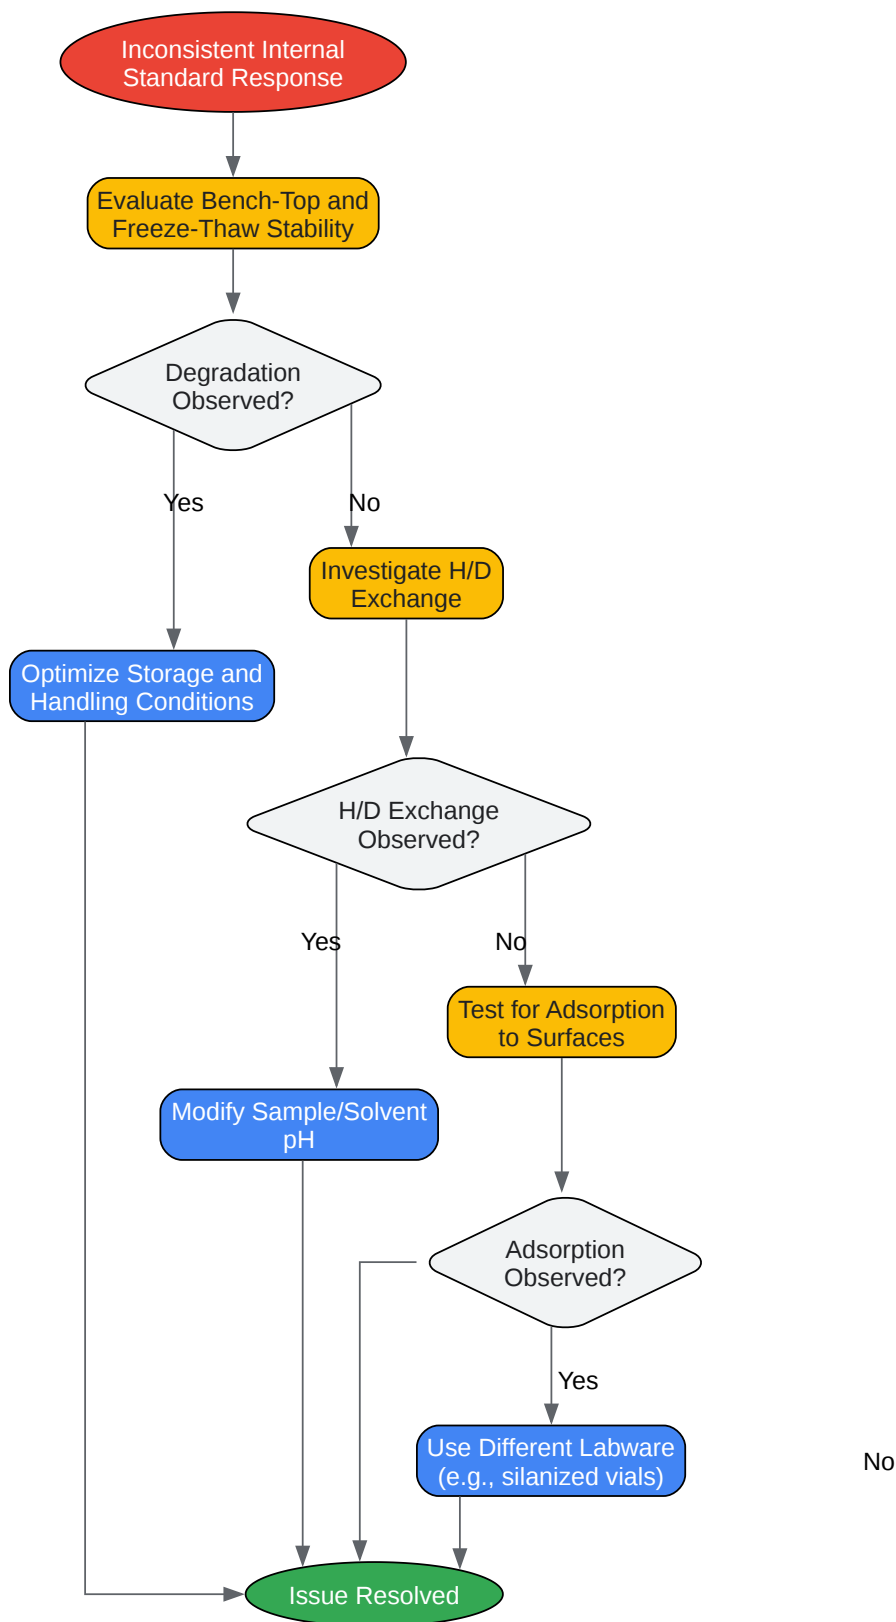 Inconsistent Internal
Standard Response
Evaluate Bench-Top and
Freeze-Thaw Stability
Degradation
Observed?
Yes
No
Investigate H/D
Exchange
Optimize Storage and
Handling Conditions
H/D Exchange
Observed?
Yes
No
Test for Adsorption
to Surfaces
Modify Sample/Solvent
pH
Adsorption
Observed?
Yes
Use Different Labware
(e.g., silanized vials)
No
Issue Resolved